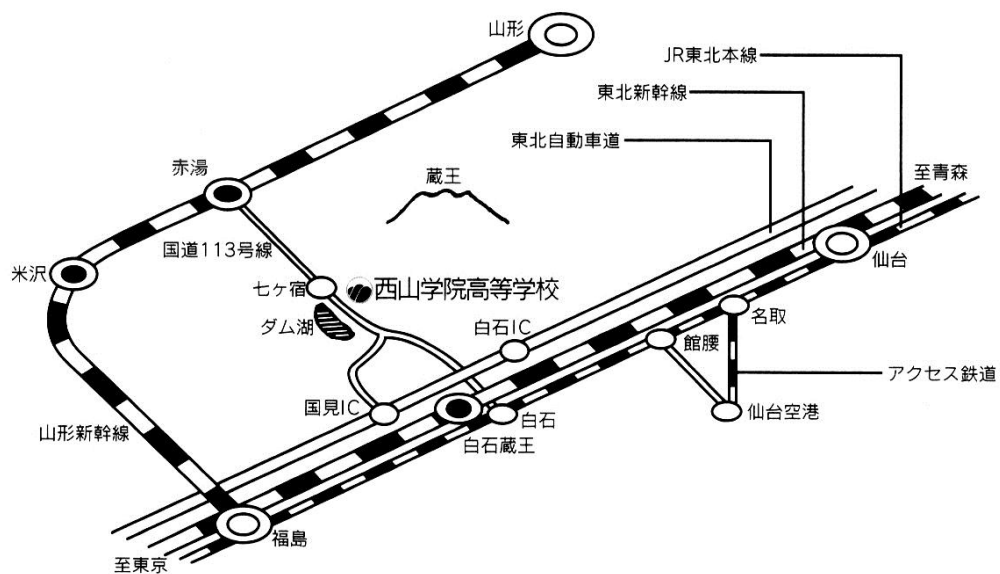 山形
JR東北本線
東北新幹線
東北自動車道
赤湯
蔵王
至青森
国道113号線
仙台
米沢
七ヶ宿
西山学院高等学校
ダム湖
白石IC
名取
館腰
アクセス鉄道
国見IC
白石
仙台空港
山形新幹線
白石蔵王
福島
至東京